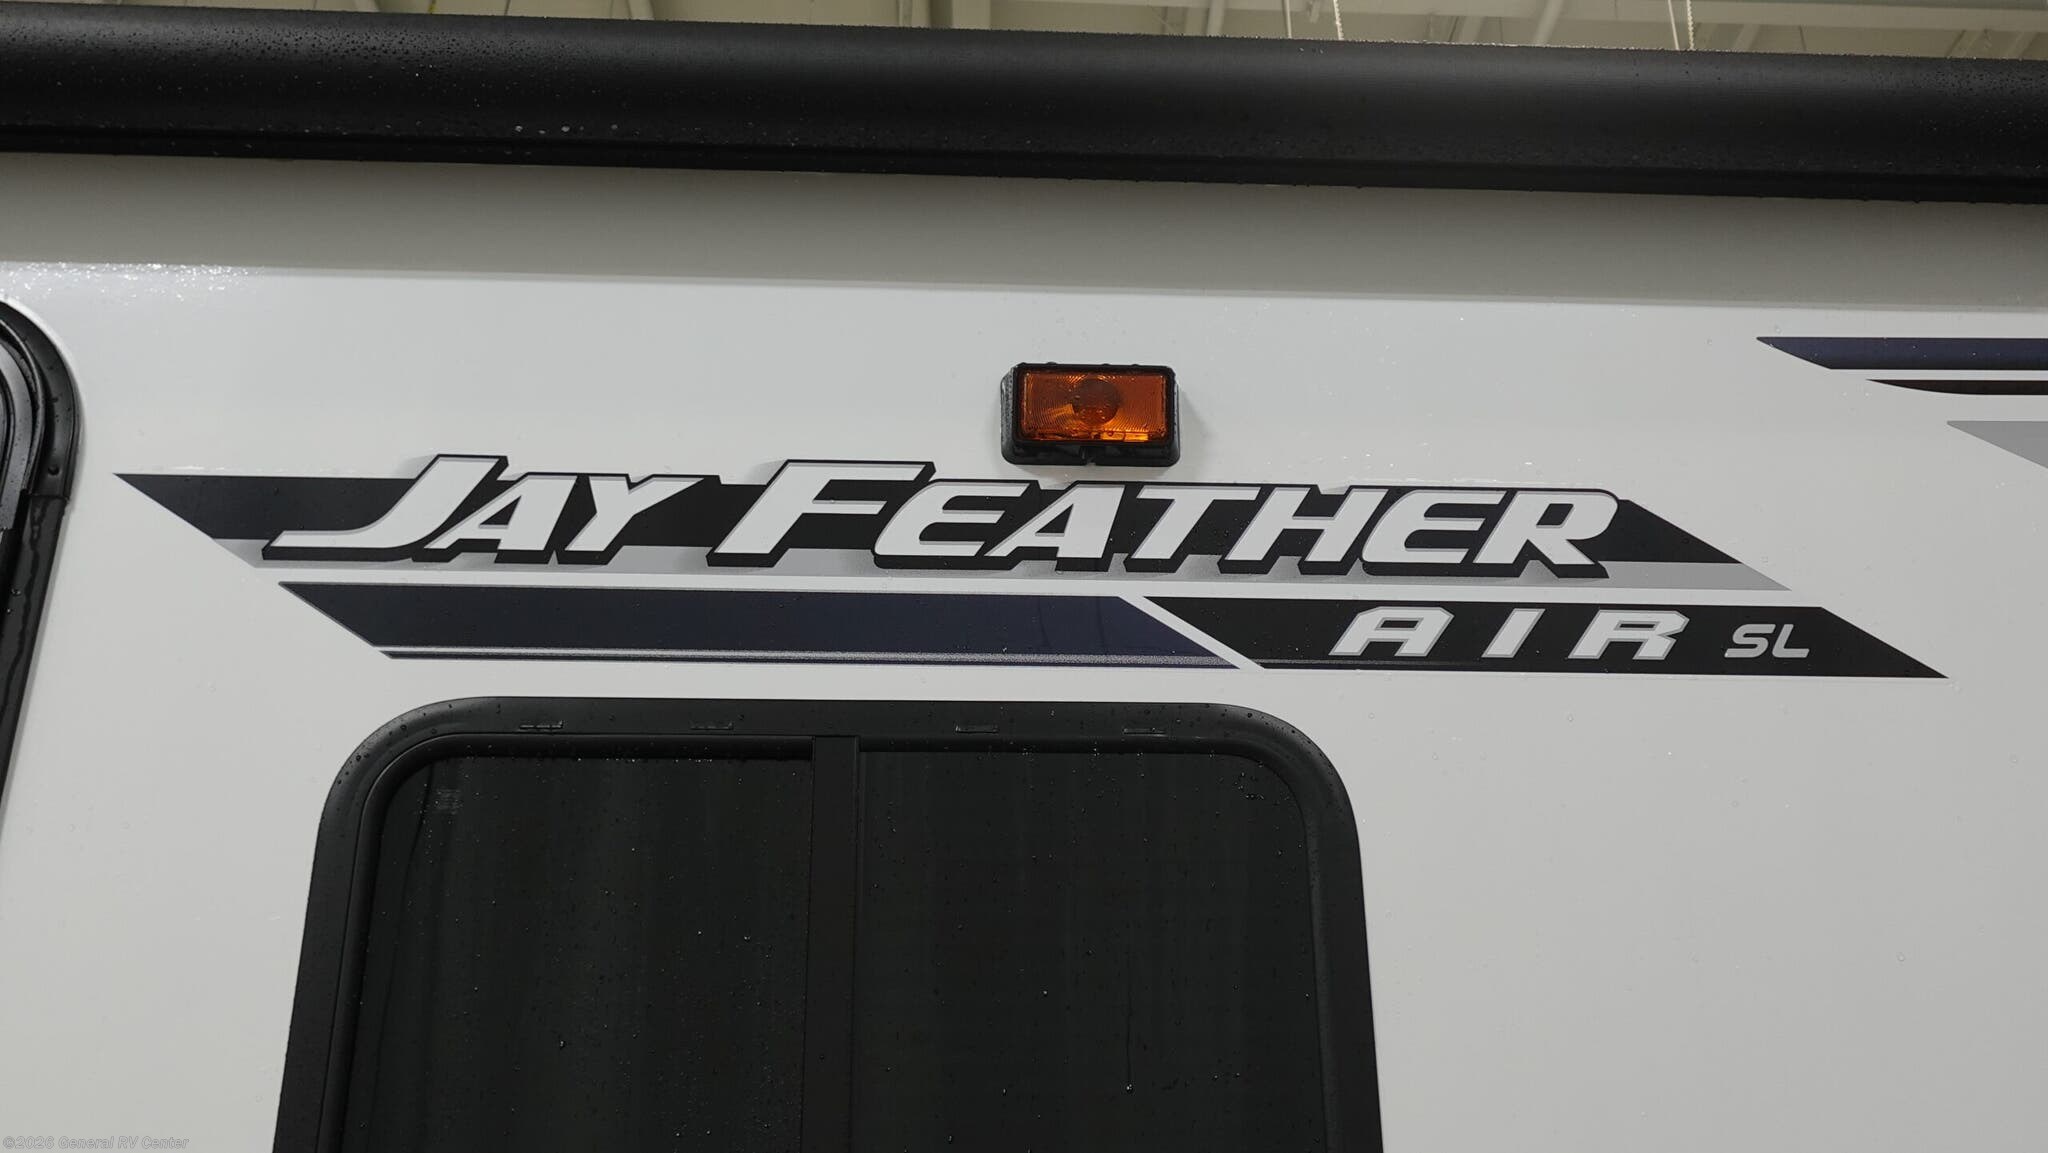 JAY FEATHER
AIR SL
©2026 General RV Center